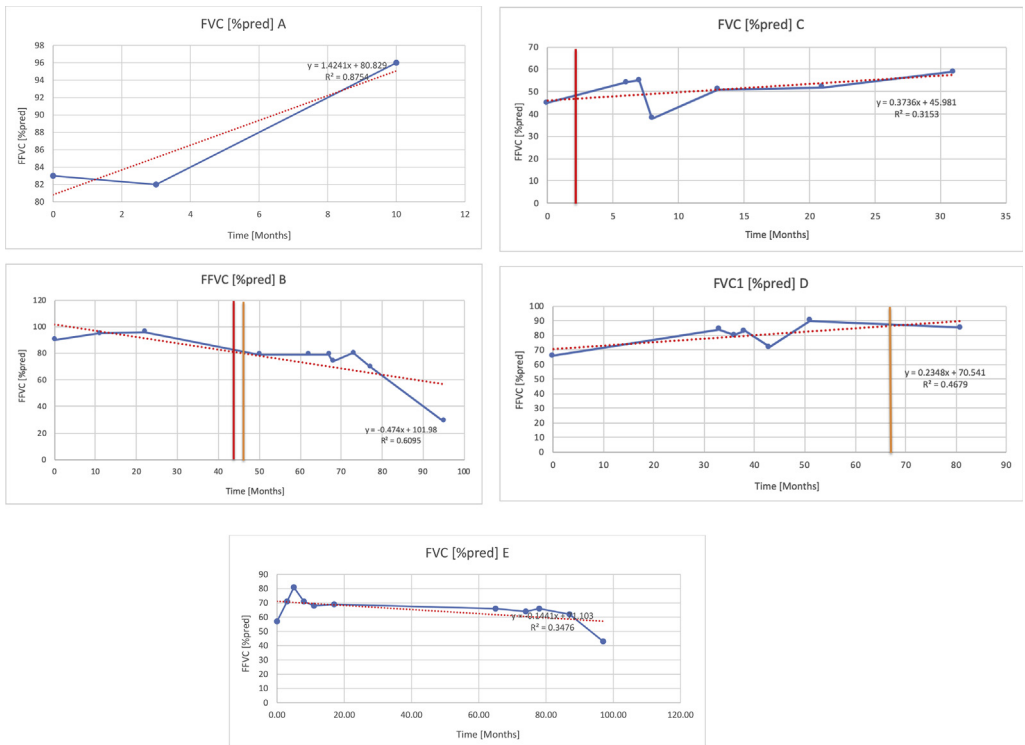 FVC [%pred] A
98
96
94
92
90
88
86
84
82
80
FFVC [%pred]
y = 1.4241x + 80.829
R² = 0.8754
0 2 4 6 8 10 12
Time [Months]
FVC [%pred] C
70
60
50
40
30
20
10
0
FFVC [%pred]
y = 0.3736x + 45.981
R² = 0.3153
0 5 10 15 20 25 30 35
Time [Months]
FFVC [%pred] B
120
100
80
60
40
20
0
FFVC [%pred]
y = -0.474x + 101.98
R² = 0.6095
0 10 20 30 40 50 60 70 80 90 100
Time [Months]
FVC1 [%pred] D
100
90
80
70
60
50
40
30
20
10
0
FFVC [%pred]
y = 0.2348x + 70.541
R² = 0.4679
0 10 20 30 40 50 60 70 80 90
Time [Months]
FVC [%pred] E
90
80
70
60
50
40
30
20
10
0
FFVC [%pred]
y = -0.1441x + 71.103
R² = 0.3476
0.00 20.00 40.00 60.00 80.00 100.00 120.00
Time [Months]